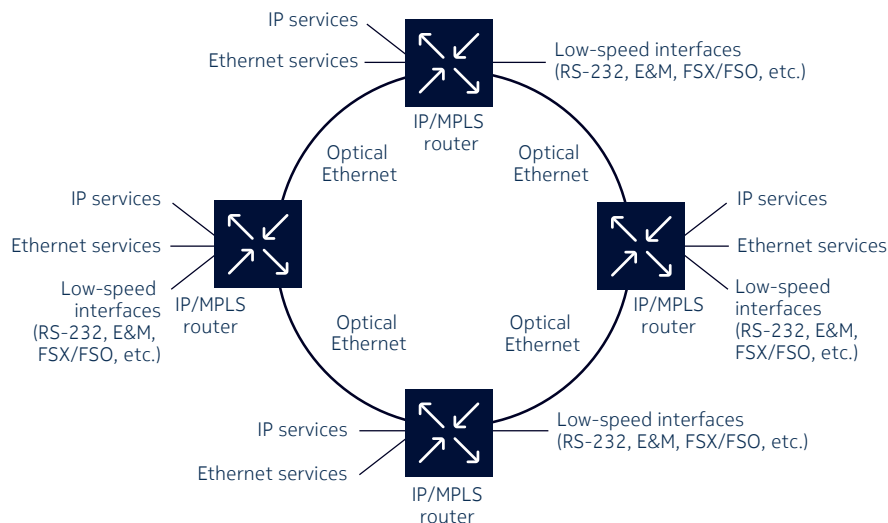 IP services
Ethernet services
Low-speed interfaces
(RS-232, E&M, FSX/FSO, etc.)
IP/MPLS
router
Optical
Ethernet
Optical
Ethernet
IP services
Ethernet services
Low-speed
interfaces
(RS-232, E&M,
FSX/FSO, etc.)
IP/MPLS
router
IP services
Ethernet services
Low-speed
interfaces
(RS-232, E&M,
FSX/FSO, etc.)
IP/MPLS
router
Optical
Ethernet
Optical
Ethernet
IP services
Ethernet services
Low-speed interfaces
(RS-232, E&M, FSX/FSO, etc.)
IP/MPLS
router